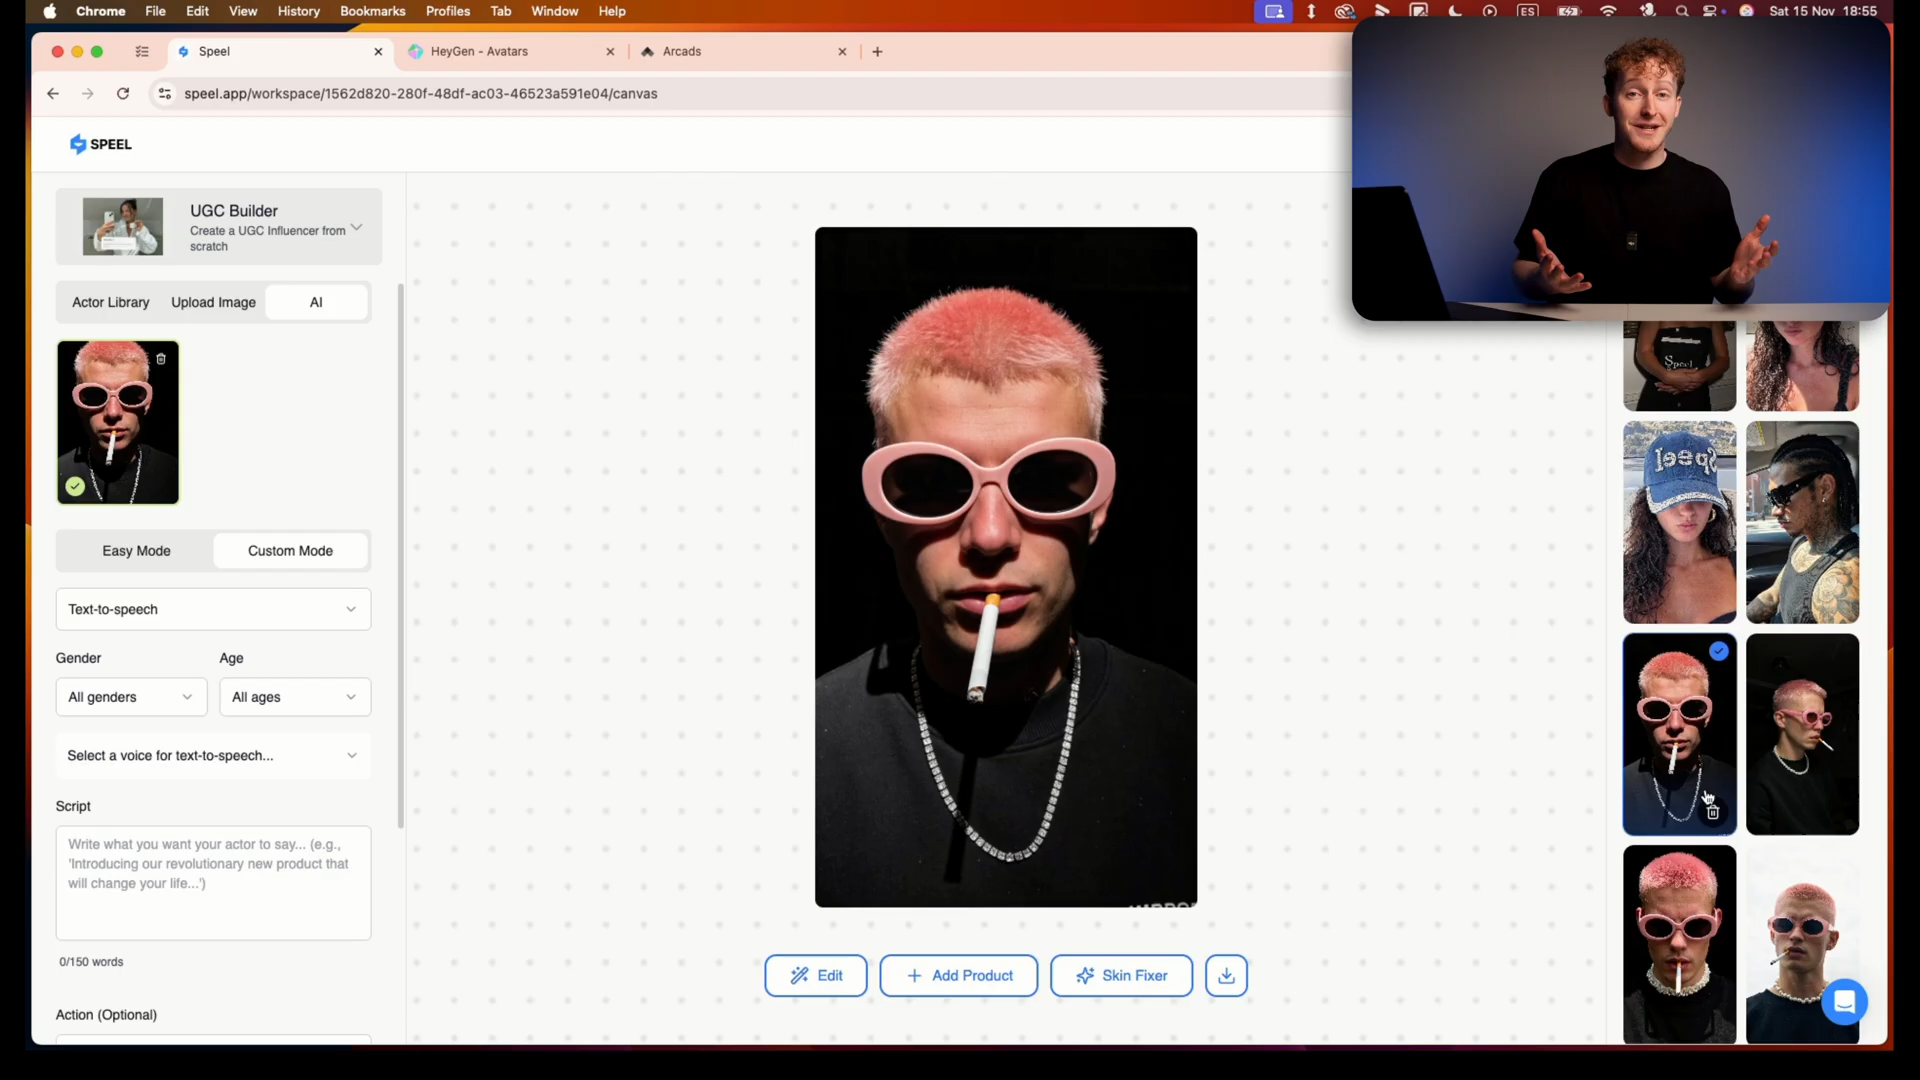 Chrome File Edit View History Bookmarks Profiles Tab Window Help
ES
Sat 15 Nov 18:55
Speel
HeyGen - Avatars
Arcads
speel.app/workspace/1562d820-280f-48df-ac03-46523a591e04/canvas
SPEEL
UGC Builder
Create a UGC Influencer from
scratch
Actor Library
Upload Image
AI
Easy Mode
Custom Mode
Text-to-speech
Gender
Age
All genders
All ages
Select a voice for text-to-speech...
Script
Write what you want your actor to say... (e.g.,
'Introducing our revolutionary new product that
will change your life...')
0/150 words
Action (Optional)
Edit
Add Product
Skin Fixer
Speel
Speel